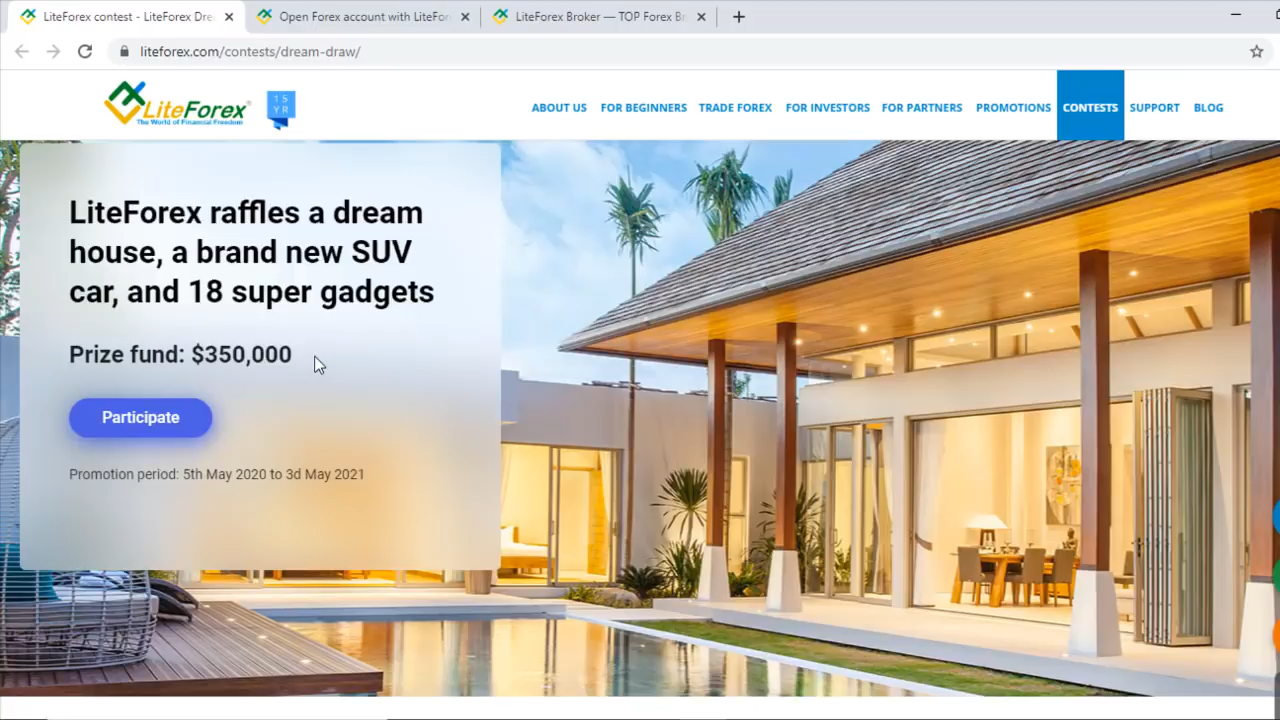 LiteForex contest - LiteForex Dre
Open Forex account with LiteFor
LiteForex Broker — TOP Forex Br
liteforex.com/contests/dream-draw/
LiteForex
The World of Financial Freedom
15
YR
ABOUT US FOR BEGINNERS TRADE FOREX FOR INVESTORS FOR PARTNERS PROMOTIONS CONTESTS SUPPORT BLOG
LiteForex raffles a dream
house, a brand new SUV
car, and 18 super gadgets
Prize fund: $350,000
Participate
Promotion period: 5th May 2020 to 3d May 2021